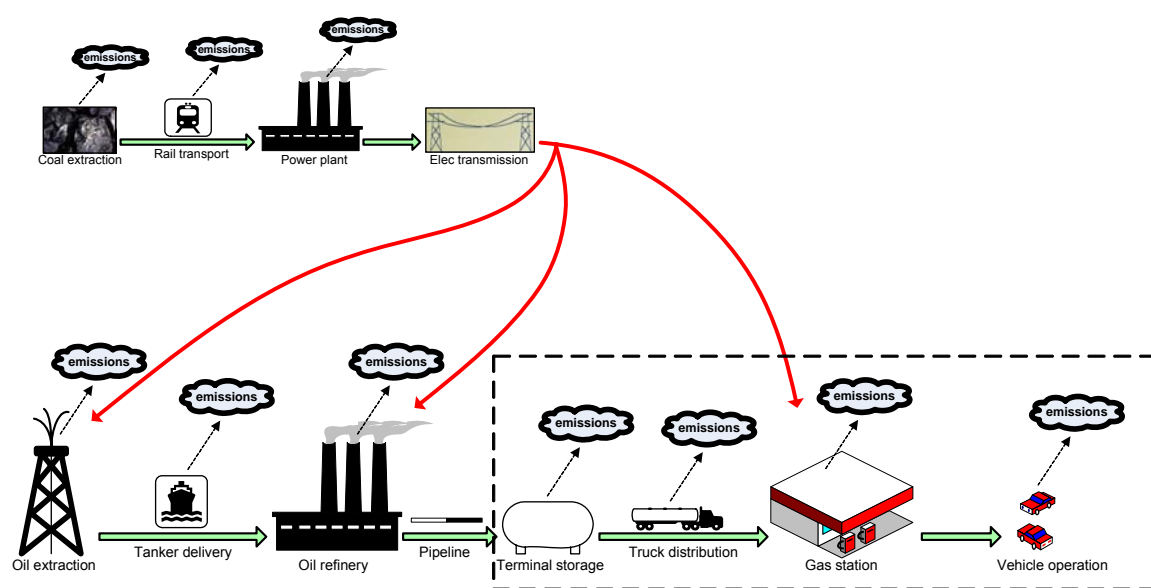 emissions
emissions
emissions
Coal extraction
Rail transport
Power plant
Elec transmission
emissions
emissions
emissions
emissions
emissions
emissions
emissions
Oil extraction
Tanker delivery
Oil refinery
Pipeline
Terminal storage
Truck distribution
Gas station
Vehicle operation